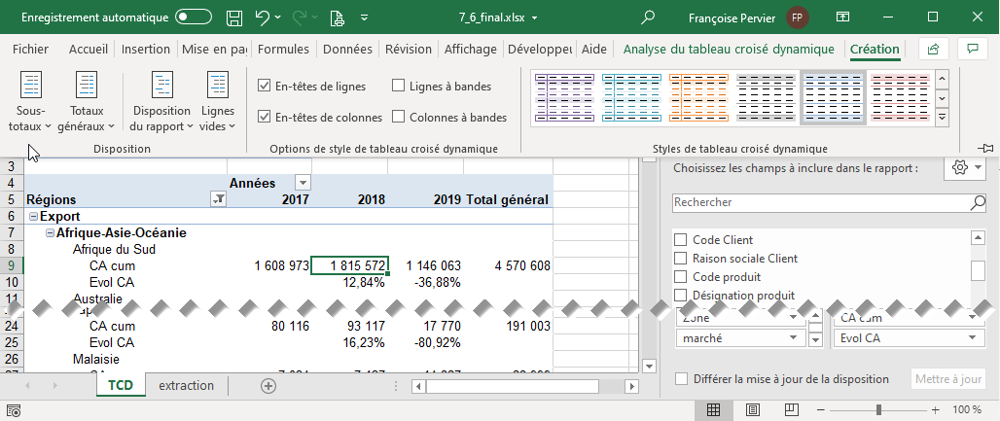 Enregistrement automatique 7_6_final.xlsx Françoise Pervier FP
Fichier Accueil Insertion Mise en pa Formules Données Révision Affichage Développeu Aide Analyse du tableau croisé dynamique Création
Sous-totaux Totaux généraux Disposition du rapport Lignes vides
En-têtes de lignes Lignes à bandes
En-têtes de colonnes Colonnes à bandes
Disposition Options de style de tableau croisé dynamique Styles de tableau croisé dynamique
3
4 Années
5 Régions 2017 2018 2019 Total général
6 Export
7 Afrique-Asie-Océanie
8 Afrique du Sud
9 CA cum 1 608 973 1 815 572 1 146 063 4 570 608
10 Evol CA 12,84% -36,88%
11 Australie
24 CA cum 80 116 93 117 17 770 191 003
25 Evol CA 16,23% -80,92%
26 Malaisie
Choisissez les champs à inclure dans le rapport :
Rechercher
Code Client
Raison sociale Client
Code produit
Désignation produit
Zone CA cum
marché Evol CA
Différer la mise à jour de la disposition Mettre à jour
TCD extraction
100 %